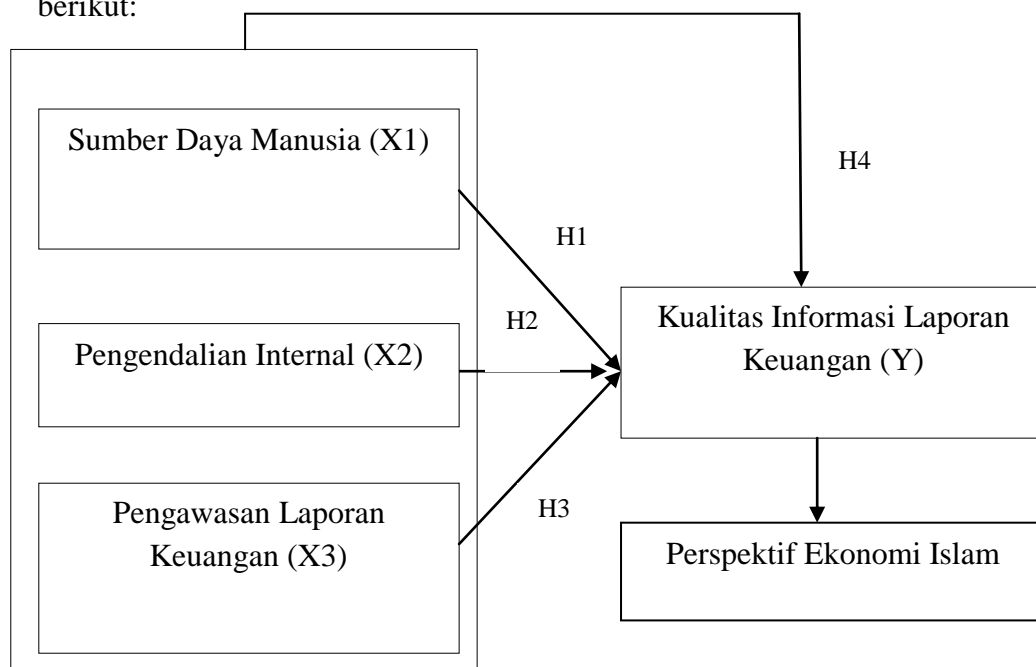 berikut:
Sumber Daya Manusia (X1)
H4
H1
H2
Kualitas Informasi Laporan
Keuangan (Y)
Pengendalian Internal (X2)
H3
Pengawasan Laporan
Keuangan (X3)
Perspektif Ekonomi Islam